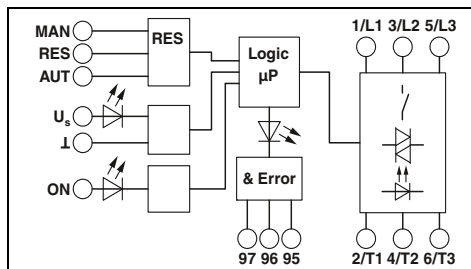 MAN
RES
AUT
RES
Us
⊥
ON
Logic
µP
& Error
97 96 95
1/L1 3/L2 5/L3
2/T1 4/T2 6/T3